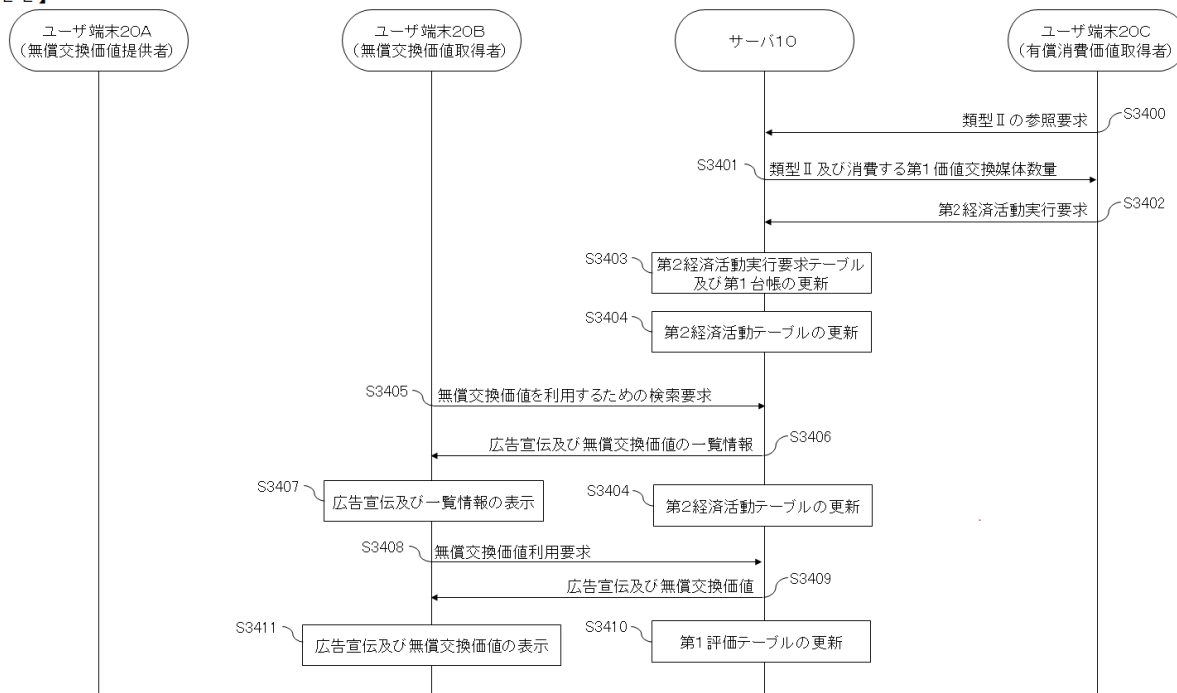 2-2】
ユーザ端末20A
(無償交換価値提供者)
ユーザ端末20B
(無償交換価値取得者)
サーバ10
ユーザ端末20C
(有償消費価値取得者)
類型Ⅱの参照要求
S3400
S3401
類型Ⅱ及び消費する第1価値交換媒体数量
第2経済活動実行要求
S3402
S3403
第2経済活動実行要求テーブル
及び第1台帳の更新
S3404
第2経済活動テーブルの更新
S3405
無償交換価値を利用するための検索要求
広告宣伝及び無償交換価値の一覧情報
S3406
S3407
広告宣伝及び一覧情報の表示
S3404
第2経済活動テーブルの更新
S3408
無償交換価値利用要求
広告宣伝及び無償交換価値
S3409
S3411
広告宣伝及び無償交換価値の表示
S3410
第1評価テーブルの更新